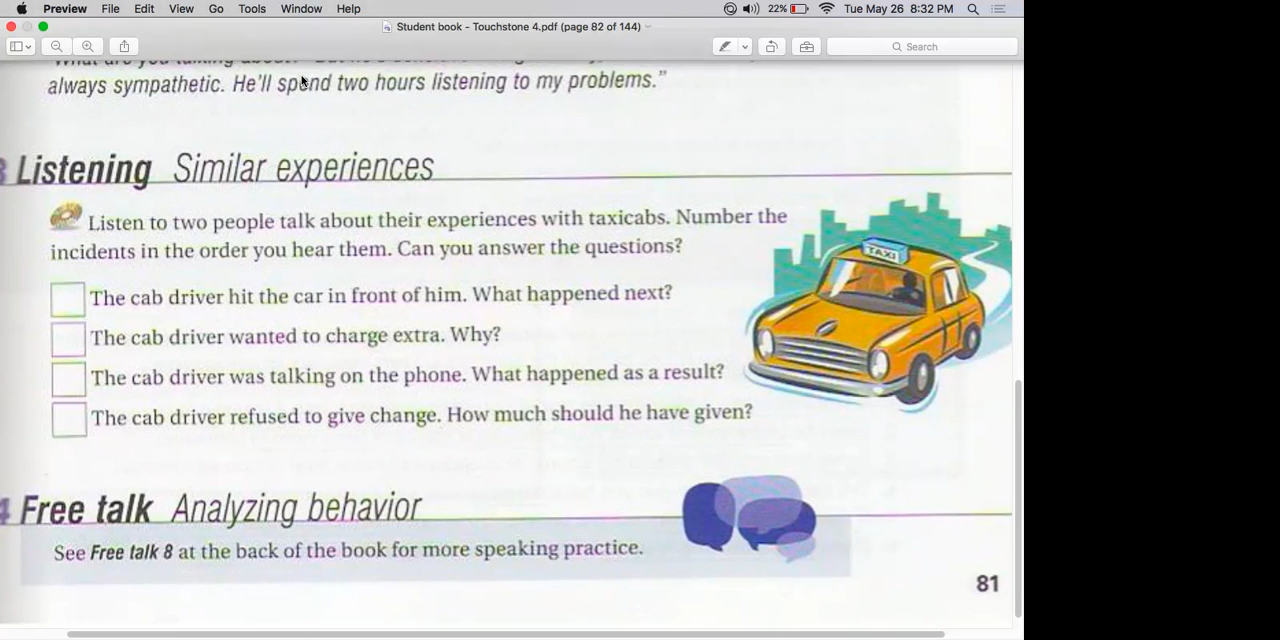 Preview File Edit View Go Tools Window Help 22% Tue May 26 8:32 PM
Student book - Touchstone 4.pdf (page 82 of 144)
Search
always sympathetic. He'll spend two hours listening to my problems."
3 Listening Similar experiences
Listen to two people talk about their experiences with taxicabs. Number the
incidents in the order you hear them. Can you answer the questions?
The cab driver hit the car in front of him. What happened next?
The cab driver wanted to charge extra. Why?
The cab driver was talking on the phone. What happened as a result?
The cab driver refused to give change. How much should he have given?
TAXI
4 Free talk Analyzing behavior
See Free talk 8 at the back of the book for more speaking practice.
81